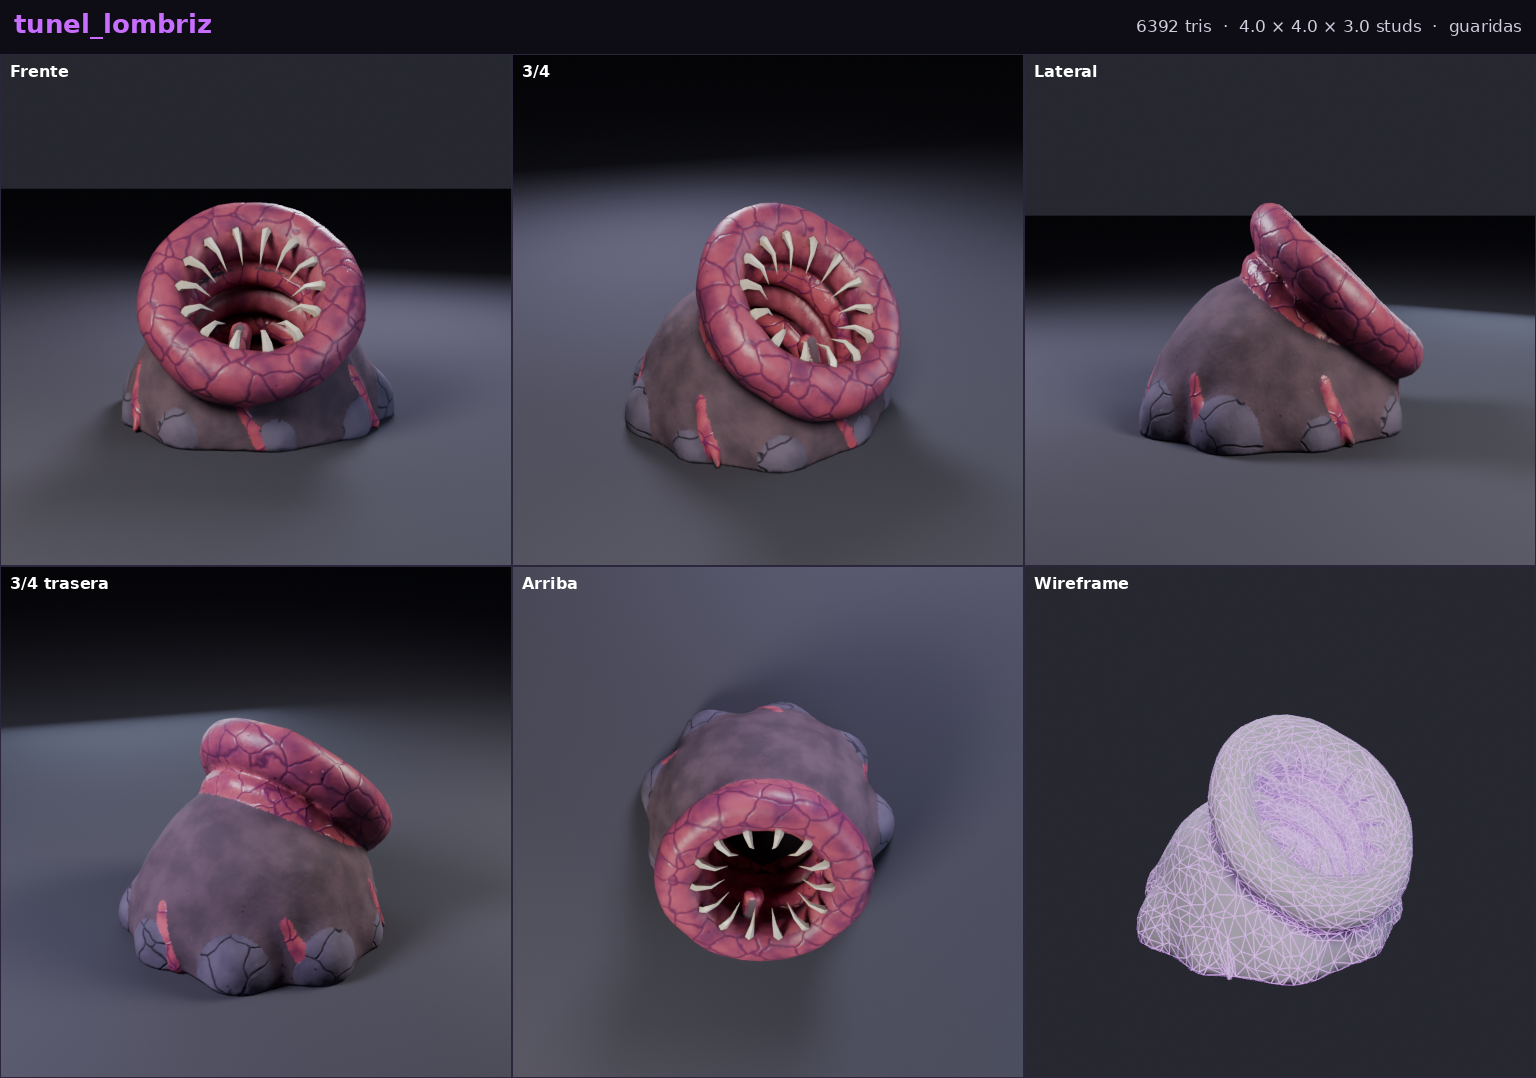 tunel_lombriz
6392 tris · 4.0 × 4.0 × 3.0 studs · guaridas
Frente
3/4
Lateral
3/4 trasera
Arriba
Wireframe